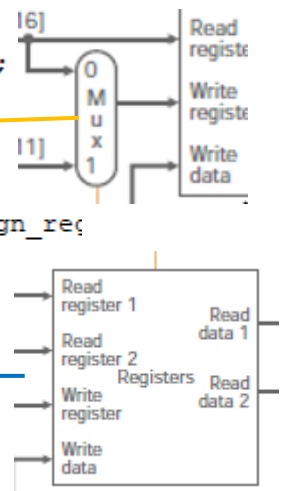 16]
Read
registe
;
0
M
u
x
1
Write
registe
11]
Write
data
gn_reg
Read
register 1
Read
data 1
Read
register 2
Registers
Read
data 2
Write
register
Write
data